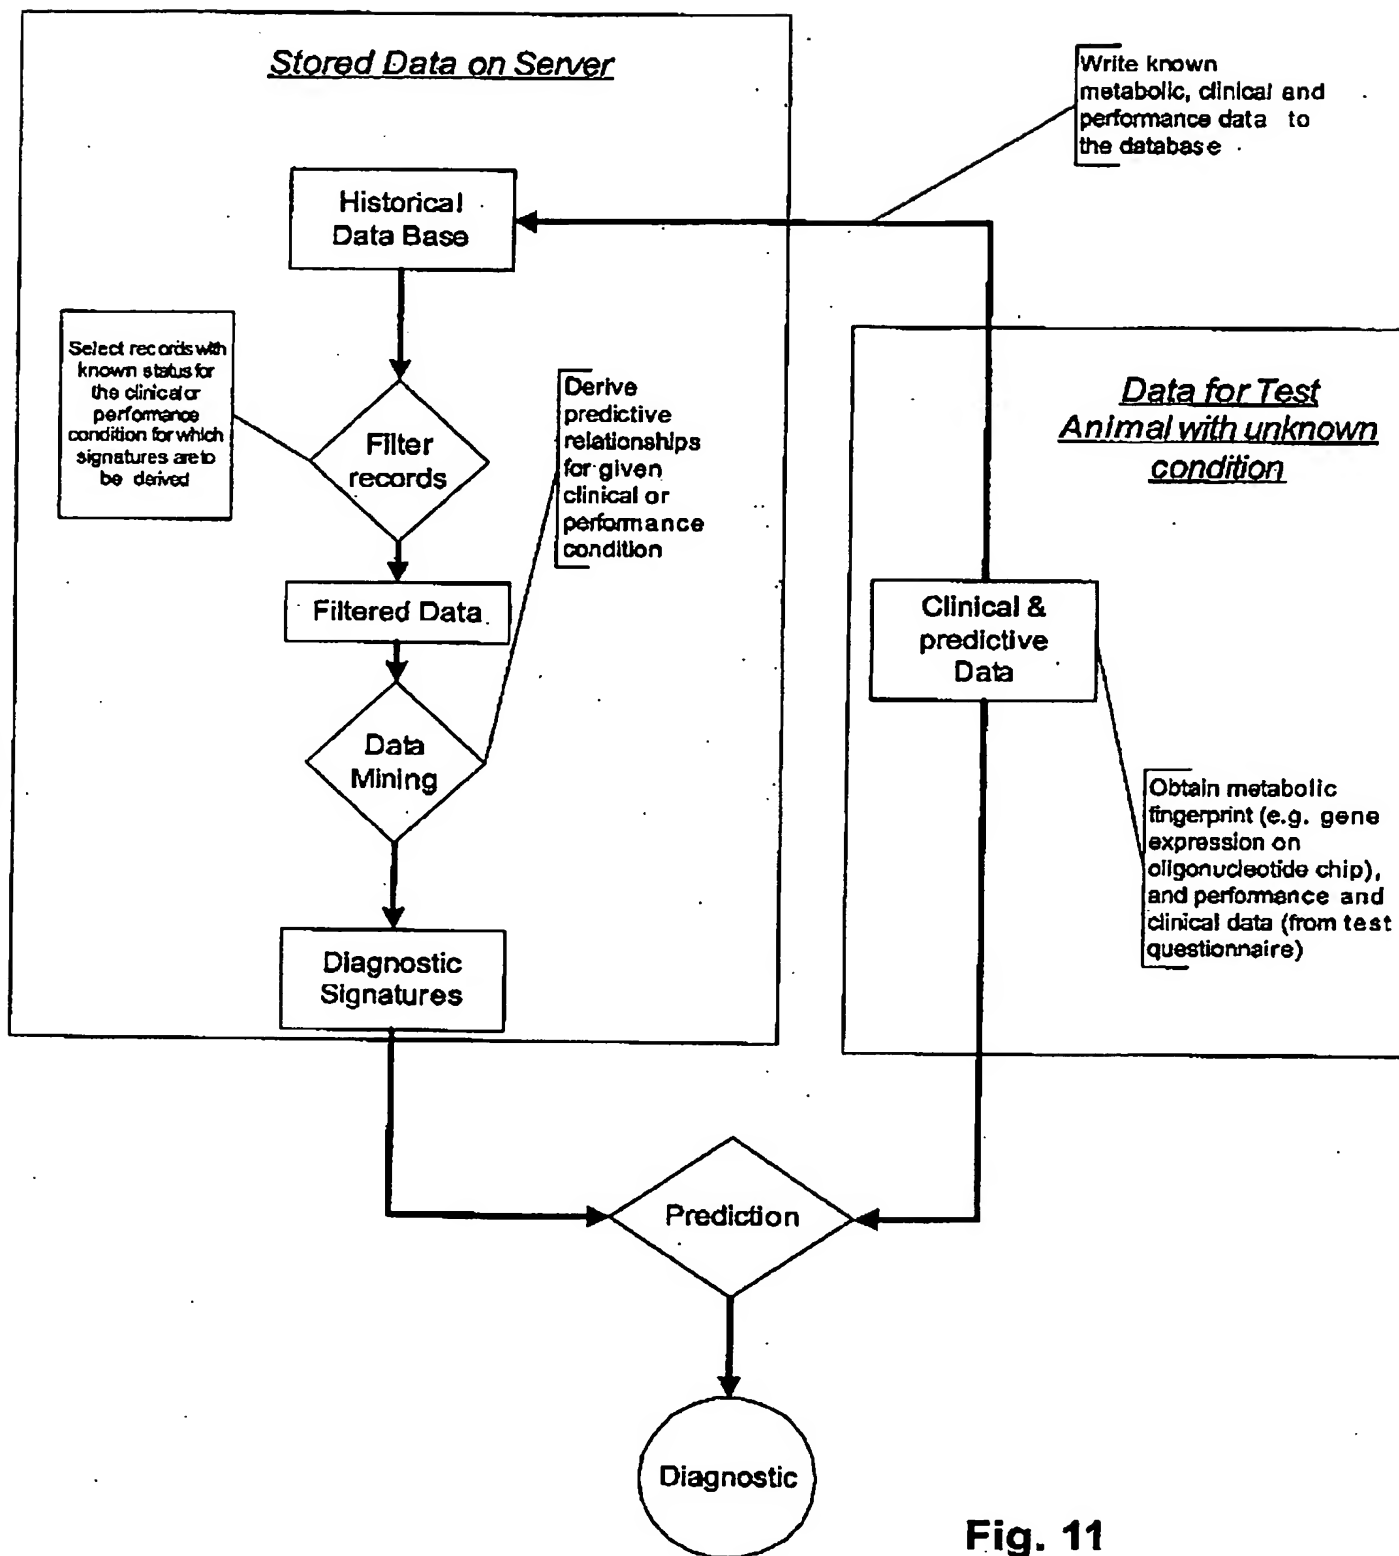 Stored Data on Server
Write known
metabolic, clinical and
performance data to
the database
Historical
Data Base
Select records with
known status for
the clinical or
performance
condition for which
signatures are to
be derived
Filter
records
Derive
predictive
relationships
for given
clinical or
performance
condition
Data for Test
Animal with unknown
condition
Filtered Data
Clinical &
predictive
Data
Data
Mining
Obtain metabolic
fingerprint (e.g. gene
expression on
oligonucleotide chip),
and performance and
clinical data (from test
questionnaire)
Diagnostic
Signatures
Prediction
Diagnostic
Fig. 11